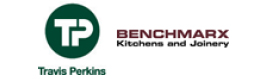 TP
Travis Perkins
BENCHMARX
Kitchens and Joinery